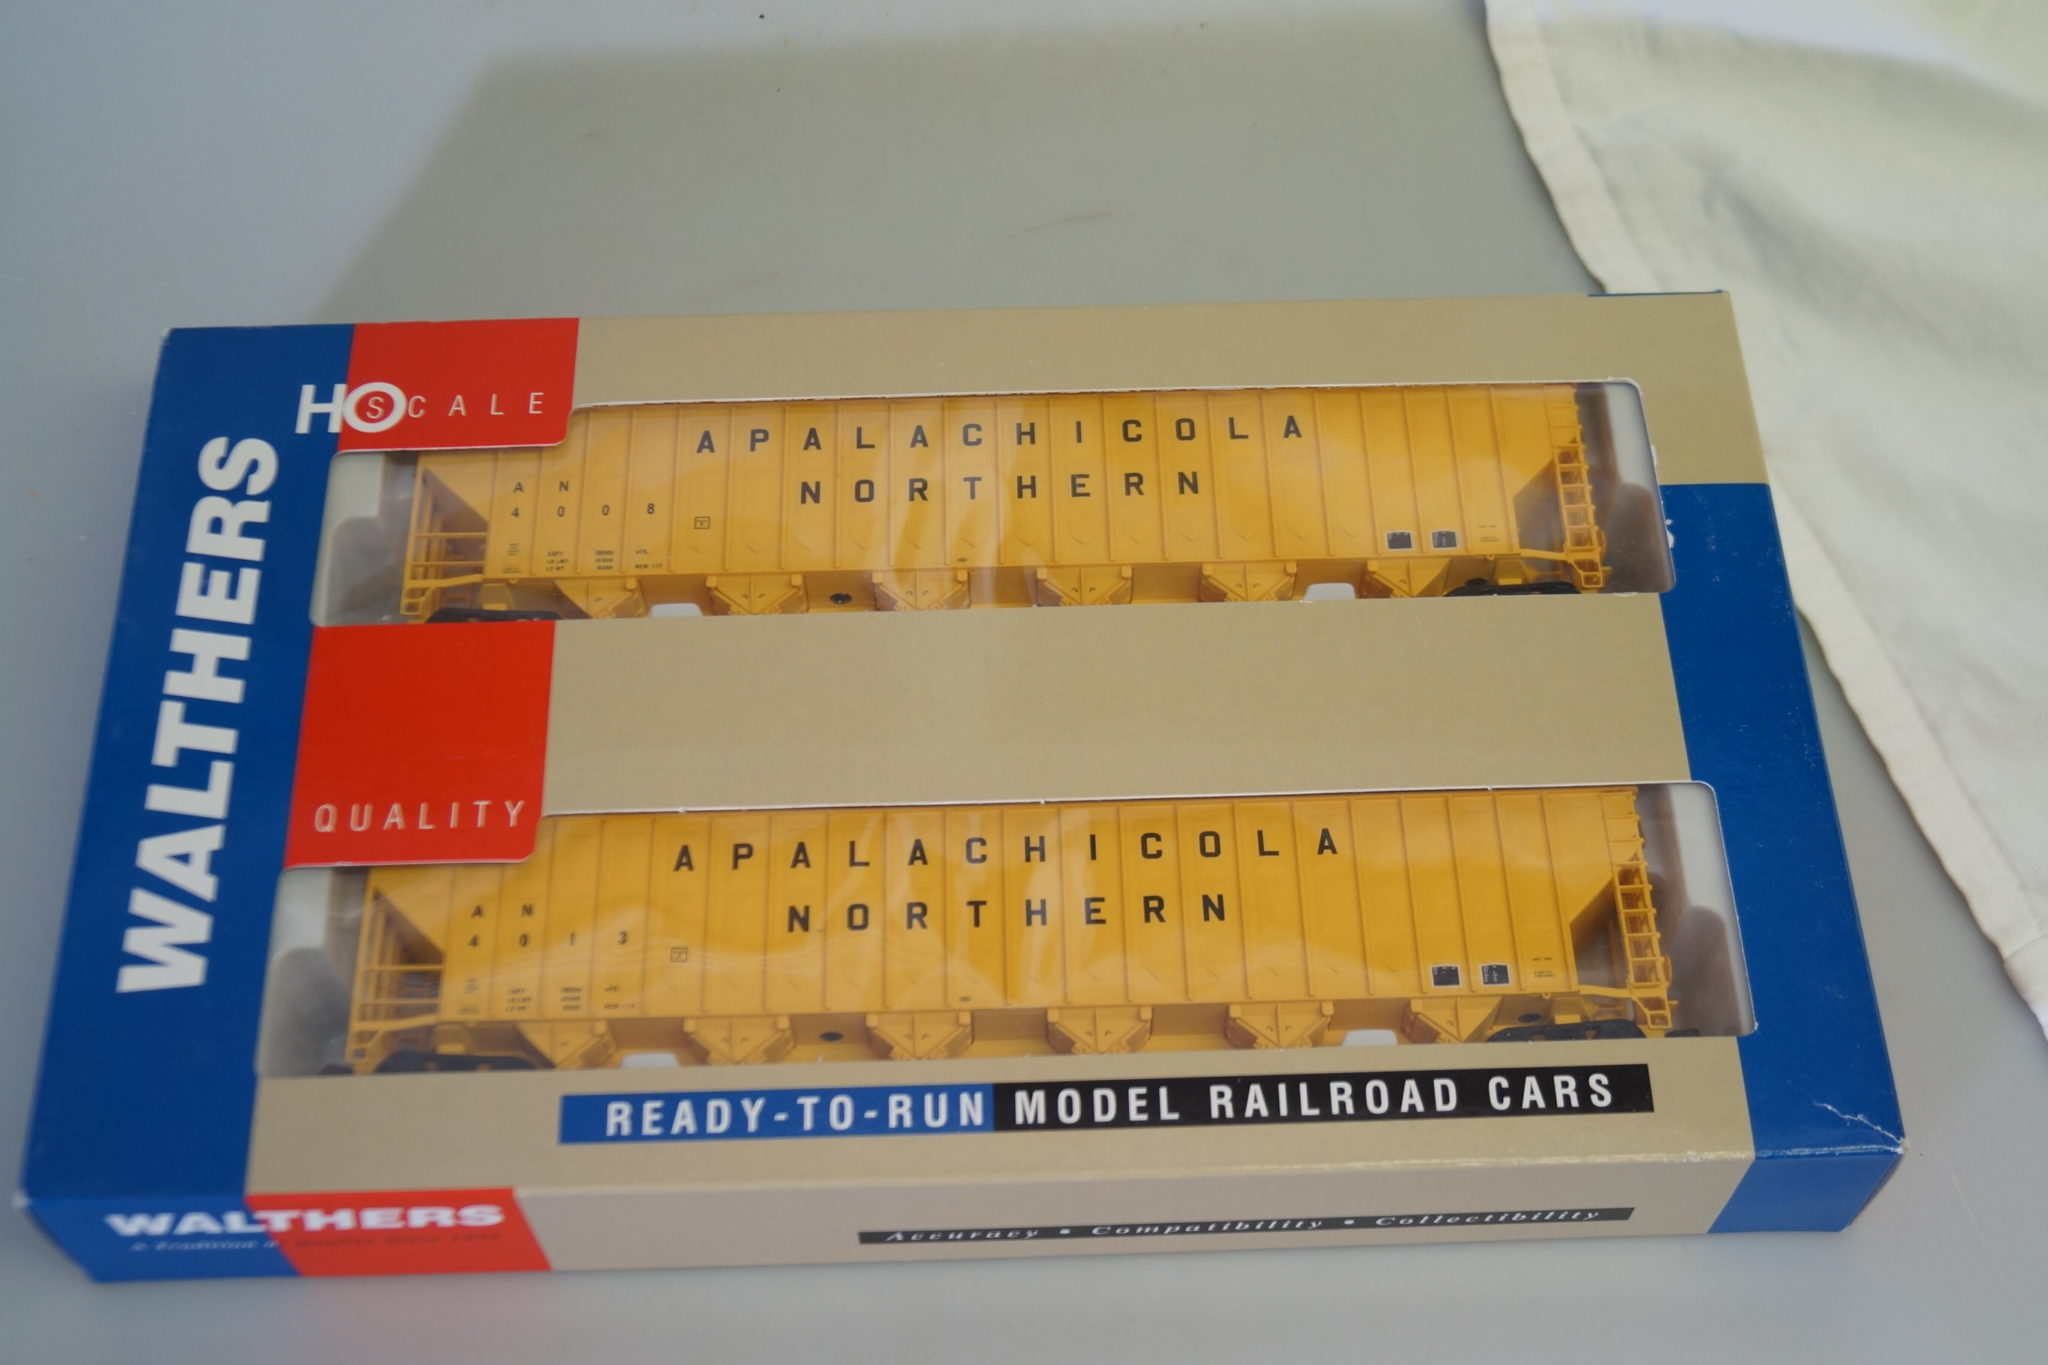 WALTHERS
HO SCALE
APALACHICOLA
NORTHERN
AN
4008
QUALITY
APALACHICOLA
NORTHERN
AN
4013
READY-TO-RUN MODEL RAILROAD CARS
WALTHERS
Accuracy • Compatibility • Collectibility